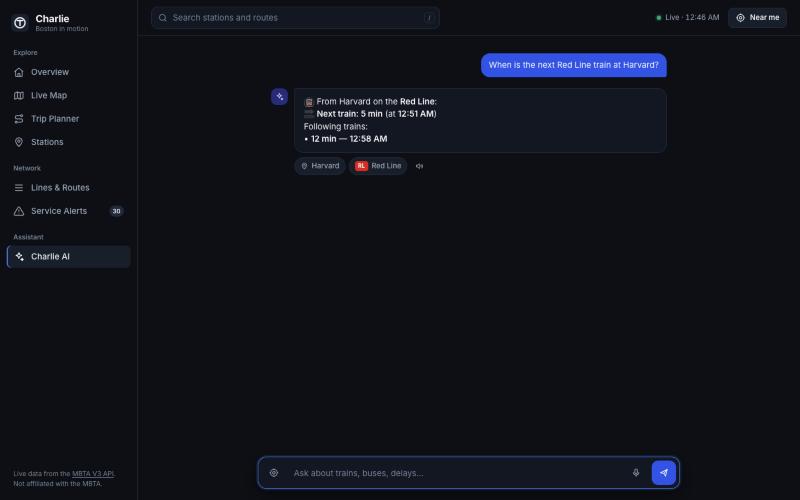 Charlie
Boston in motion
Explore
Overview
Live Map
Trip Planner
Stations
Network
Lines & Routes
Service Alerts 30
Assistant
Charlie AI
Live data from the MBTA V3 API.
Not affiliated with the MBTA.
Search stations and routes /
Live · 12:46 AM
Near me
When is the next Red Line train at Harvard?
From Harvard on the Red Line:
Next train: 5 min (at 12:51 AM)
Following trains:
• 12 min — 12:58 AM
Harvard
RL Red Line
Ask about trains, buses, delays...